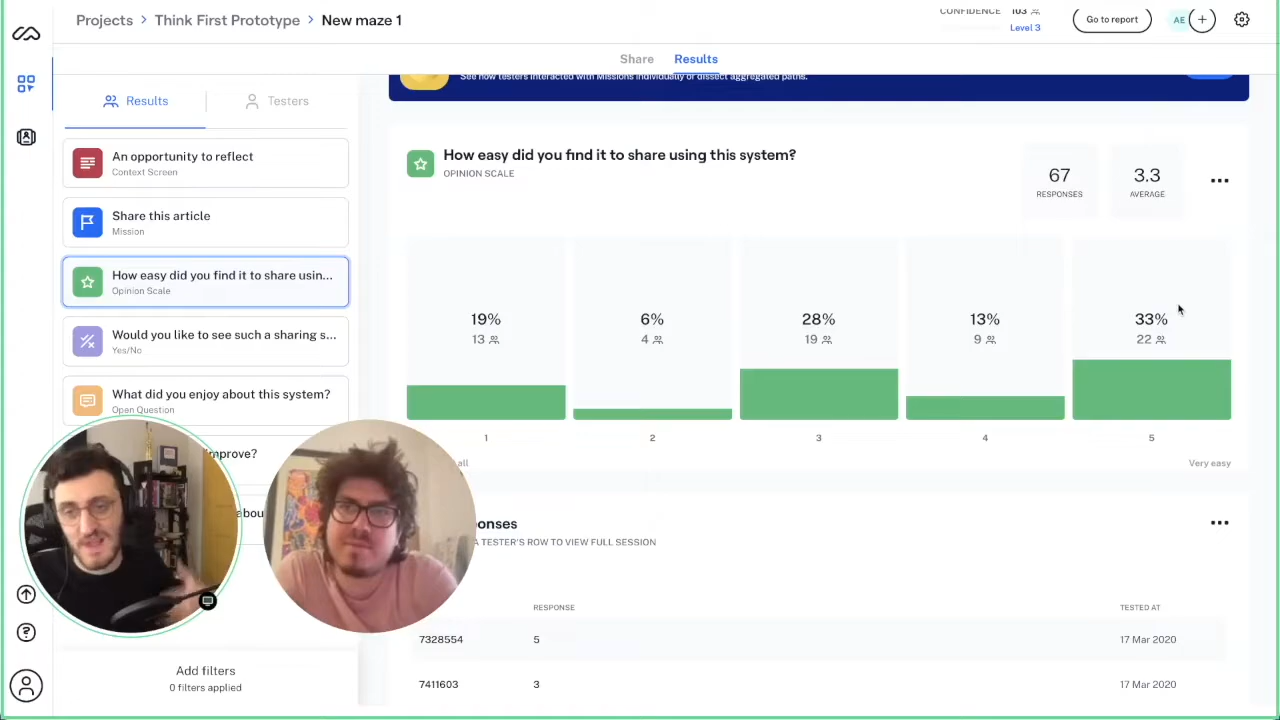 Projects > Think First Prototype > New maze 1
CONFIDENCE 103
Level 3
Go to report
AE
Share Results
See how testers interacted with Missions individually or dissect aggregated paths.
Results
Testers
An opportunity to reflect
Context Screen
Share this article
Mission
How easy did you find it to share usin...
Opinion Scale
Would you like to see such a sharing s...
Yes/No
What did you enjoy about this system?
Open Question
improve?
abou
Add filters
0 filters applied
How easy did you find it to share using this system?
OPINION SCALE
67
RESPONSES
3.3
AVERAGE
19% 6% 28% 13% 33%
13 4 19 9 22
1 2 3 4 5
all Very easy
ponses
A TESTER'S ROW TO VIEW FULL SESSION
RESPONSE TESTED AT
7328554 5 17 Mar 2020
7411603 3 17 Mar 2020